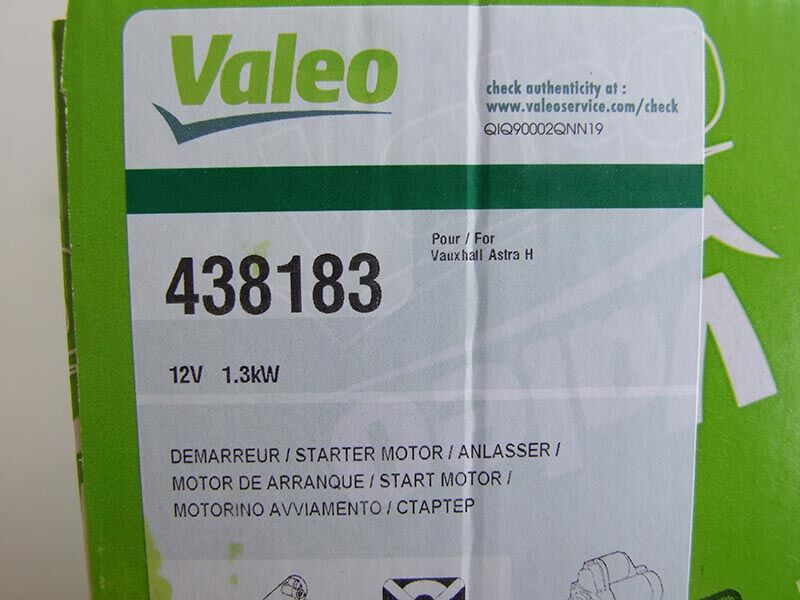 Valeo
check authenticity at :
www.valeoservice.com/check
QIQ90002QNN19
Pour / For
Vauxhall Astra H
438183
12V 1.3kW
DEMARREUR / STARTER MOTOR / ANLASSER /
MOTOR DE ARRANQUE / START MOTOR /
MOTORINO AVVIAMENTO / СТАРТЕР